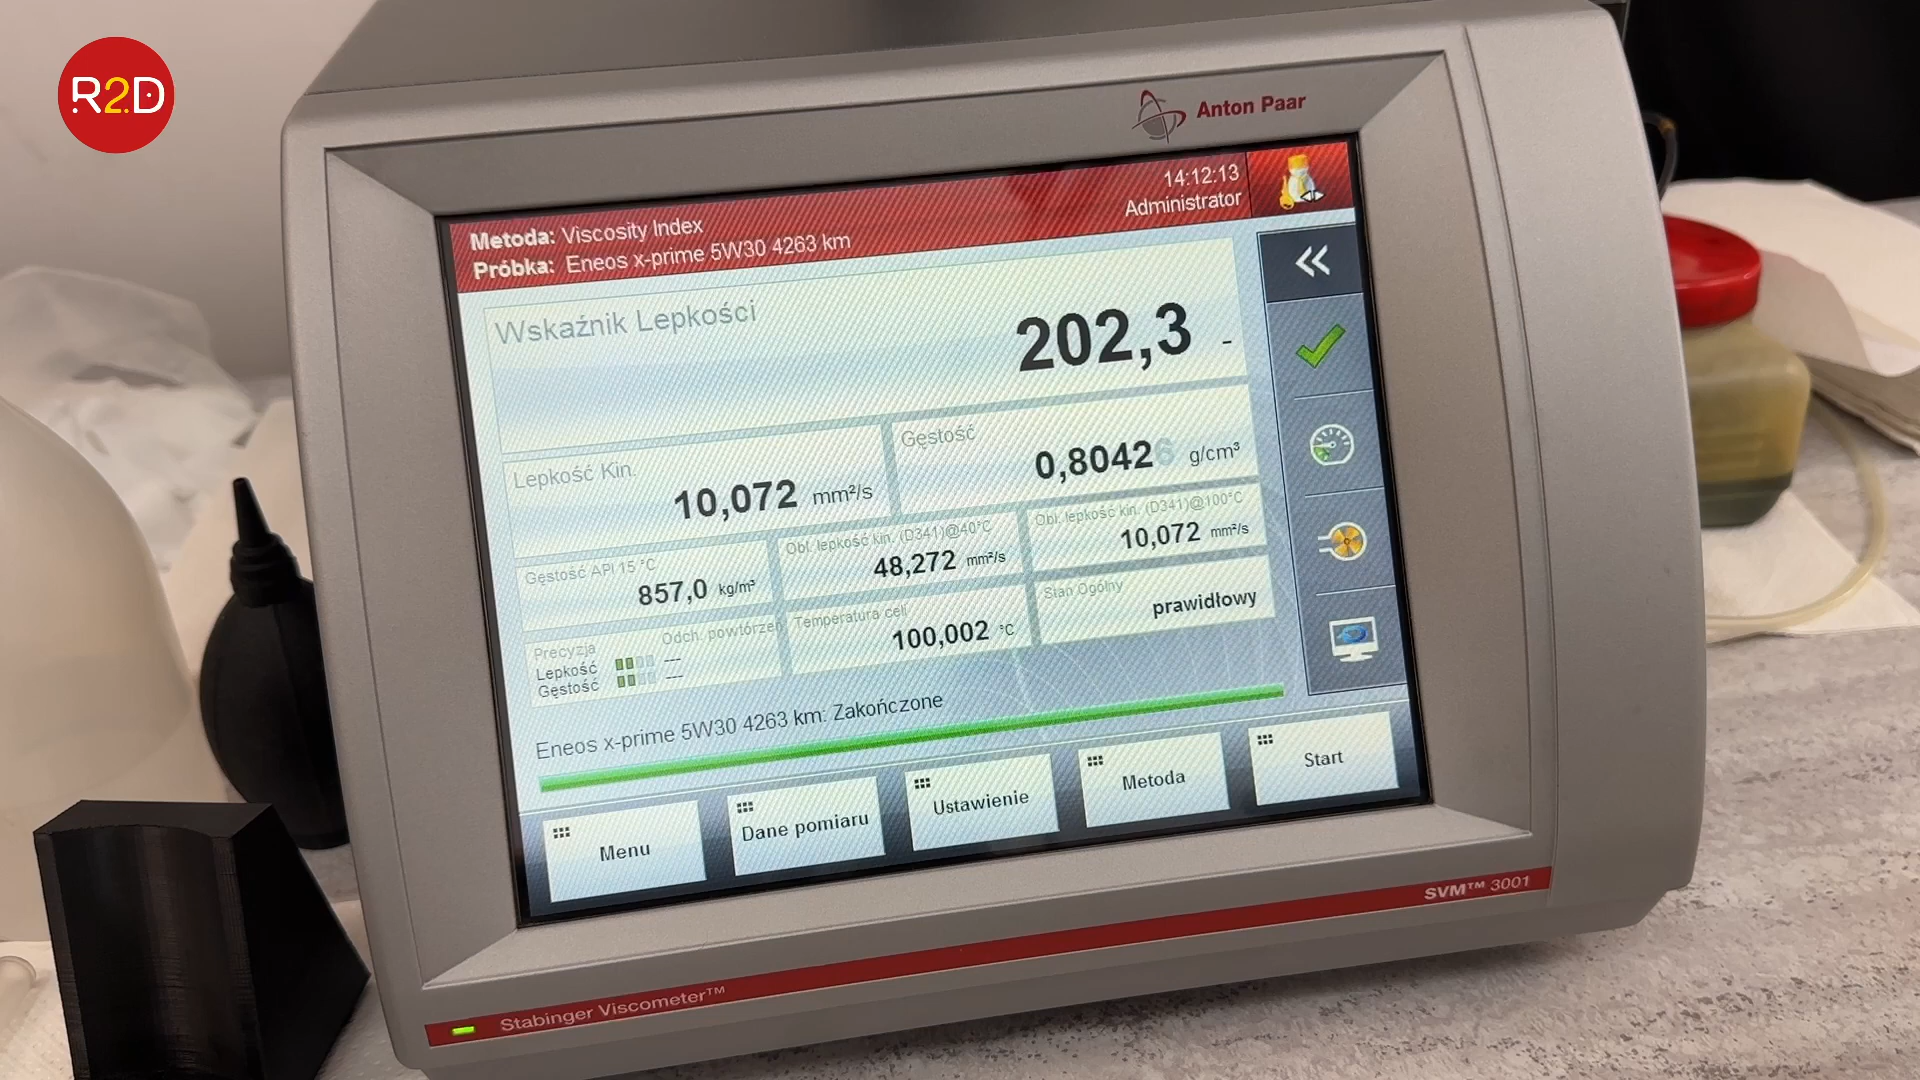 R2D
Anton Paar
14:12:13
Administrator
Metoda: Viscosity Index
Próbka: Eneos x-prime 5W30 4263 km
Wskaźnik Lepkości
202,3 -
Lepkość Kin.
10,072 mm²/s
Gęstość
0,80426 g/cm³
Gęstość API 15 °C
857,0 kg/m³
Obl. lepkość kin. (D341)@40°C
48,272 mm²/s
Obl. lepkość kin. (D341)@100°C
10,072 mm²/s
Precyzja Odch. powtórzeń
Lepkość ---
Gęstość ---
Temperatura celi
100,002 °C
Stan Ogólny
prawidłowy
Eneos x-prime 5W30 4263 km: Zakończone
Menu
Dane pomiaru
Ustawienie
Metoda
Start
SVM™ 3001
Stabinger Viscometer™